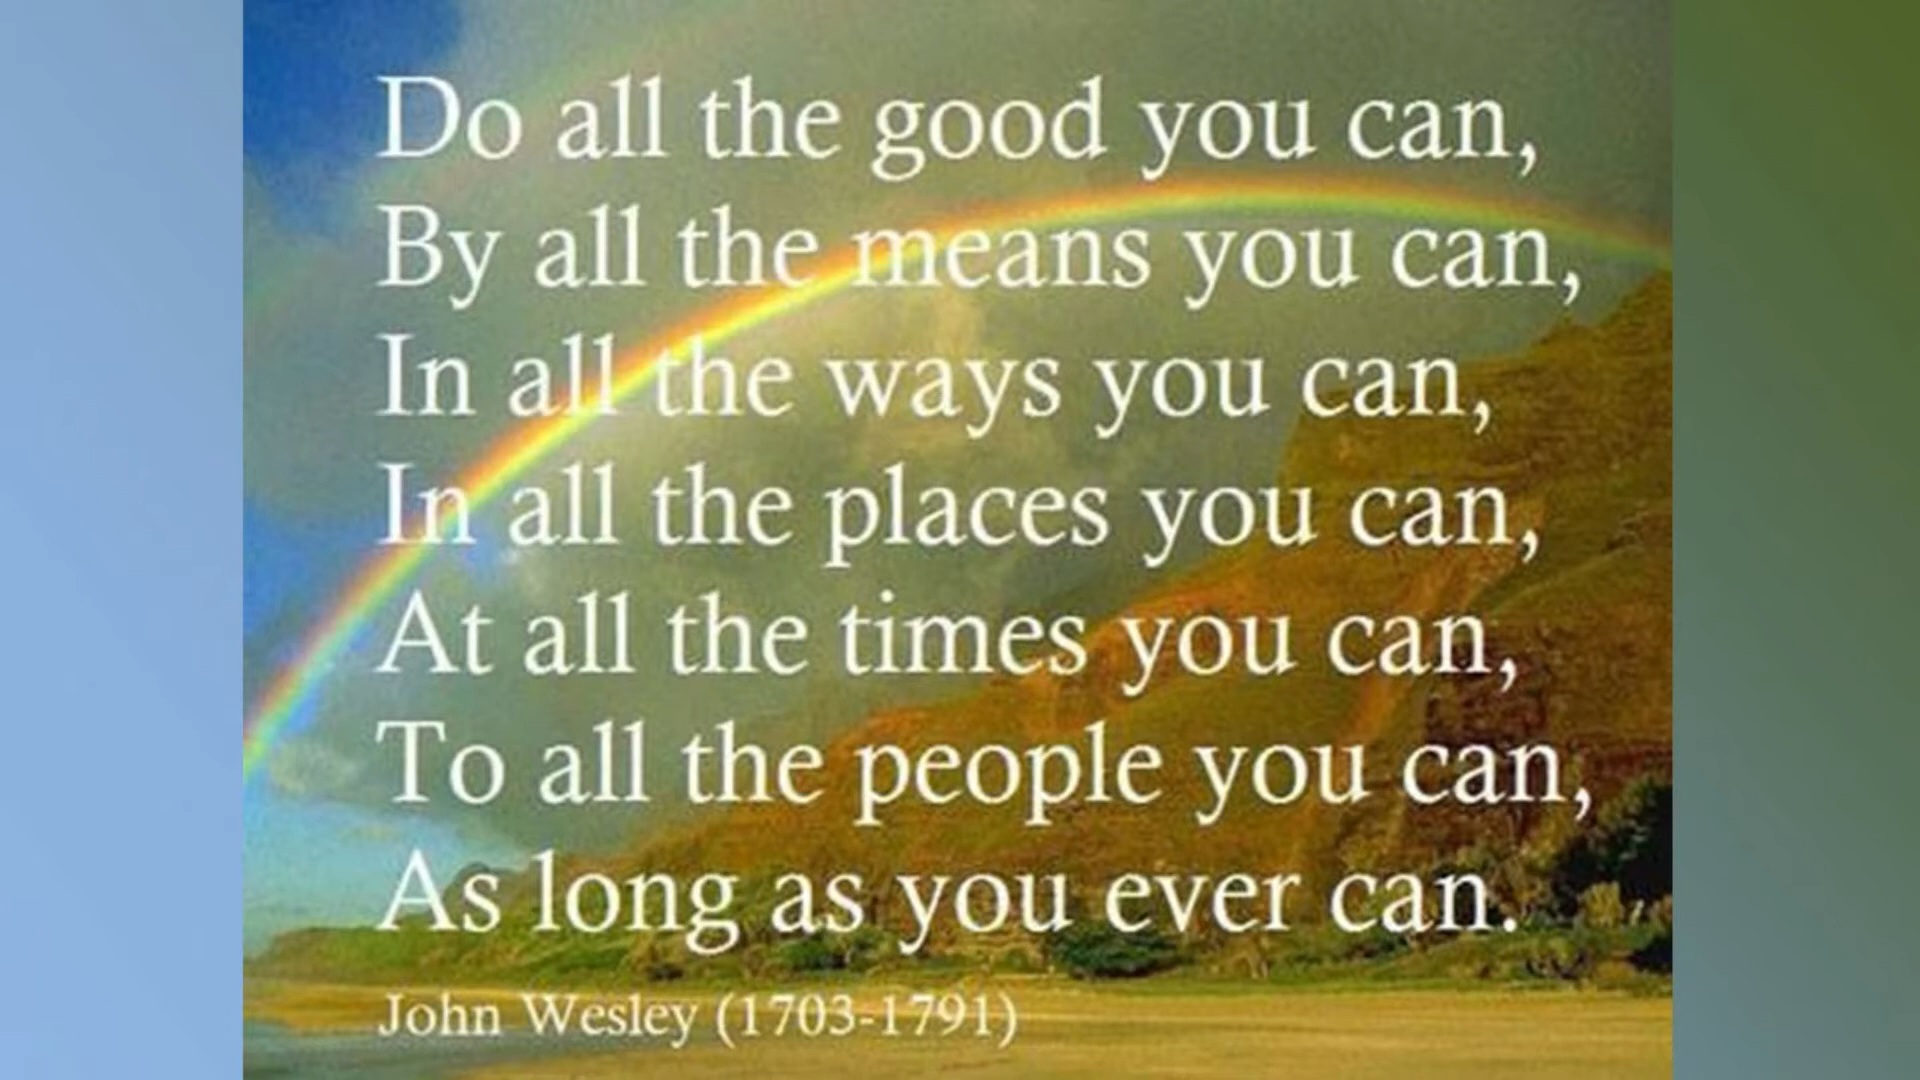 Do all the good you can,
By all the means you can,
In all the ways you can,
In all the places you can,
At all the times you can,
To all the people you can,
As long as you ever can.
John Wesley (1703-1791)